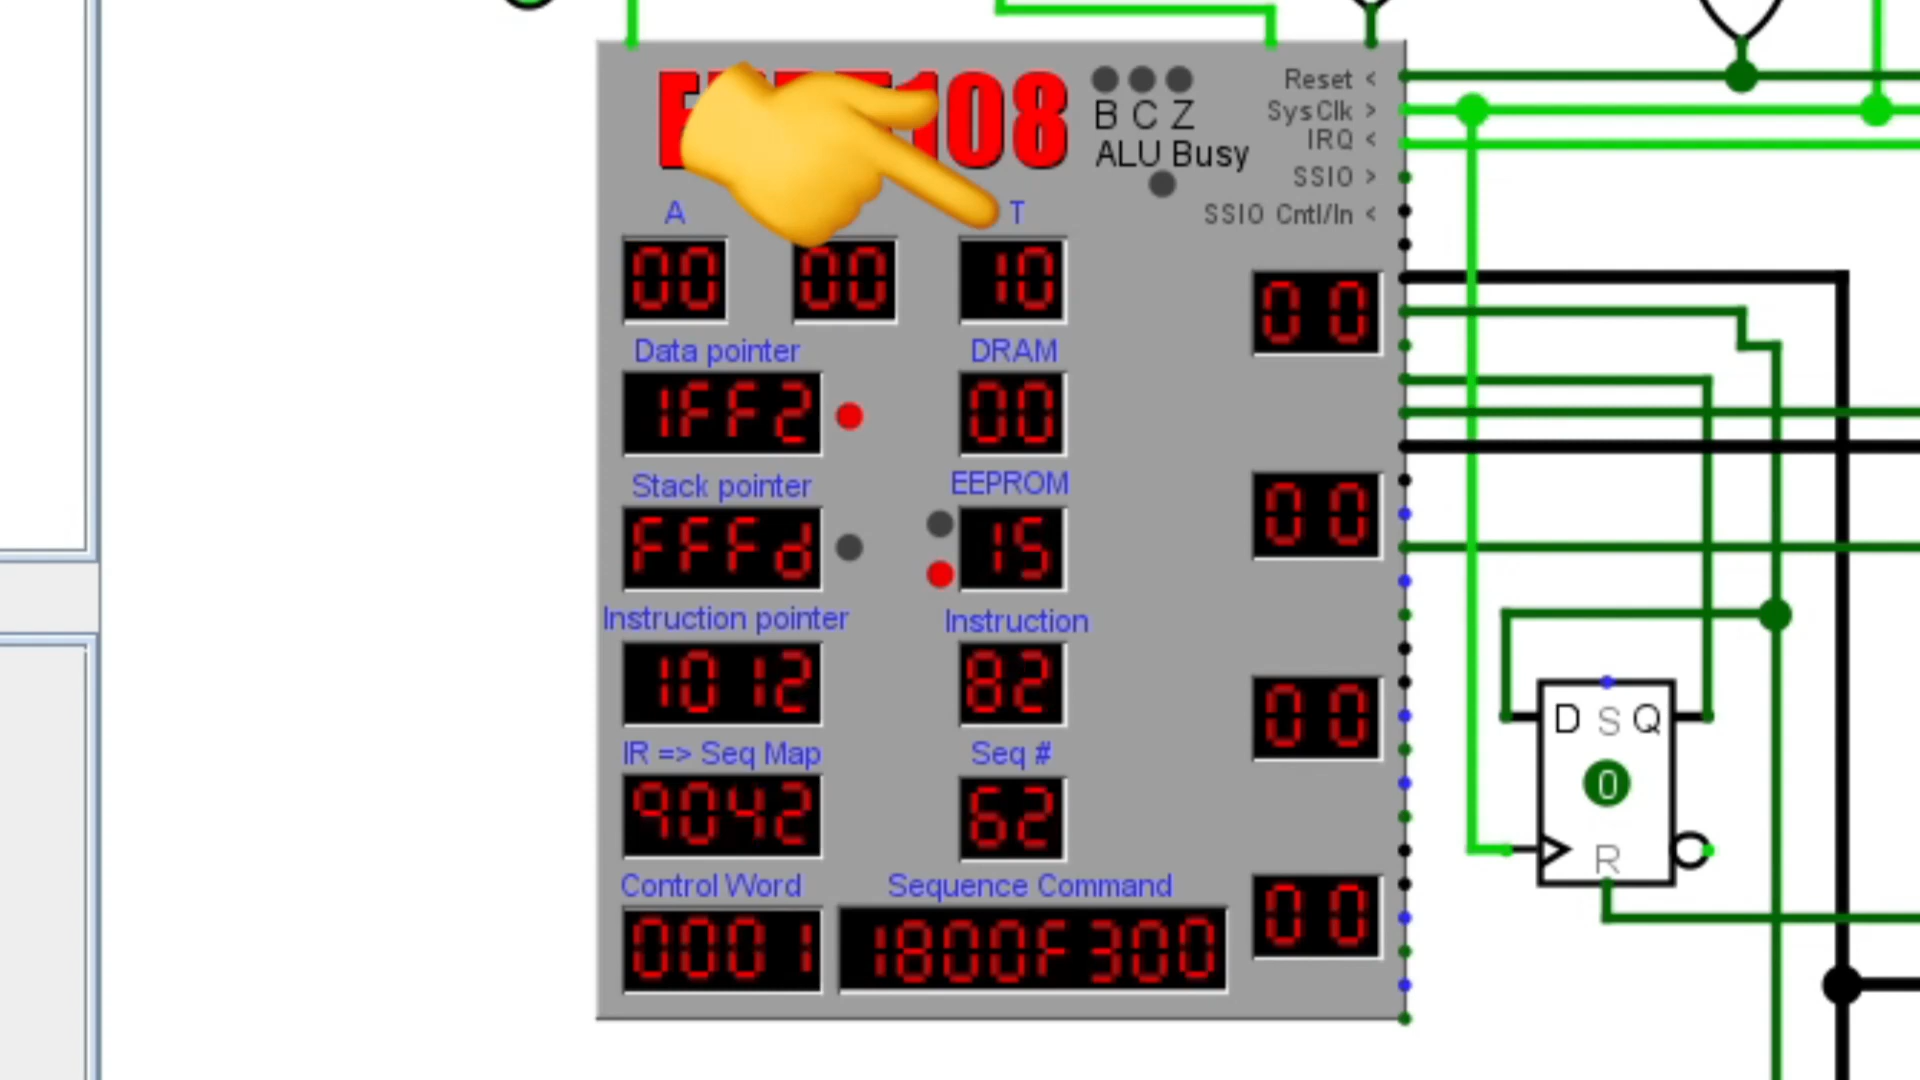 108
B C Z
ALU Busy
Reset <
SysClk >
IRQ <
SSIO >
SSIO Cntl/In <
A T
00 00 10
00
Data pointer DRAM
1FF2 00
Stack pointer EEPROM
FFFd 15
00
Instruction pointer Instruction
1012 82
00
IR => Seq Map Seq #
9042 62
Control Word Sequence Command
0001 1800F300
00
D S Q
0
R